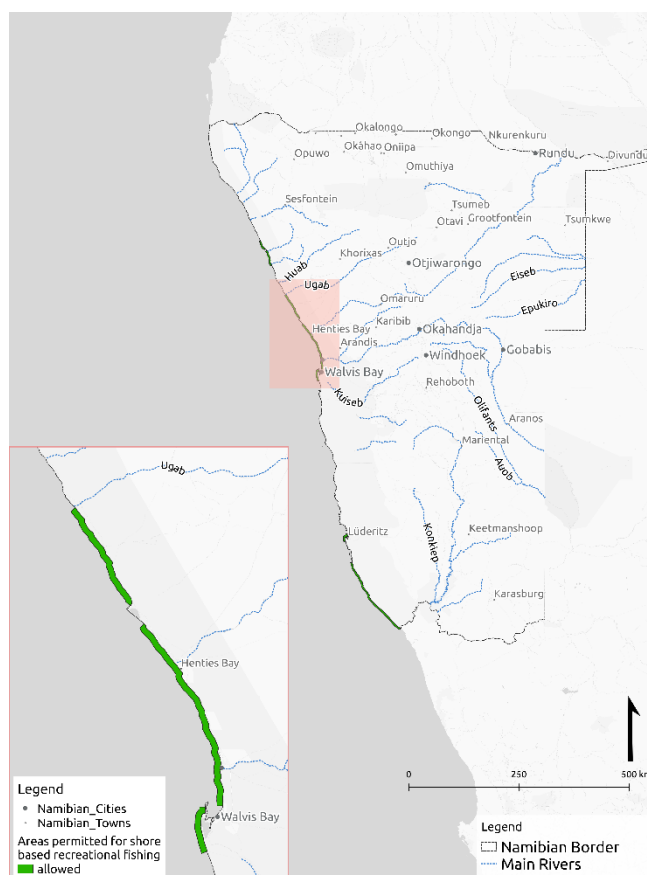 Okalongo
Okongo
Nkurenkuru
Okahao
Oniipa
Rundu
Divundu
Opuwo
Omuthiya
Sesfontein
Tsumeb
Otavi
Grootfontein
Tsumkwe
Outjo
Khorixas
Huab
Otjiwarongo
Ugab
Eiseb
Omaruru
Epukiro
Henties Bay
Karibib
Okahandja
Arandis
Windhoek
Gobabis
Walvis Bay
Rehoboth
Kuiseb
Olifants
Aranos
Mariental
Auob
Ugab
Lüderitz
Konkiep
Keetmanshoop
Karasburg
Henties Bay
0 250 500 km
Legend
Namibian_Cities
Namibian_Towns
Walvis Bay
Areas permitted for shore
based recreational fishing
allowed
Legend
Namibian Border
Main Rivers